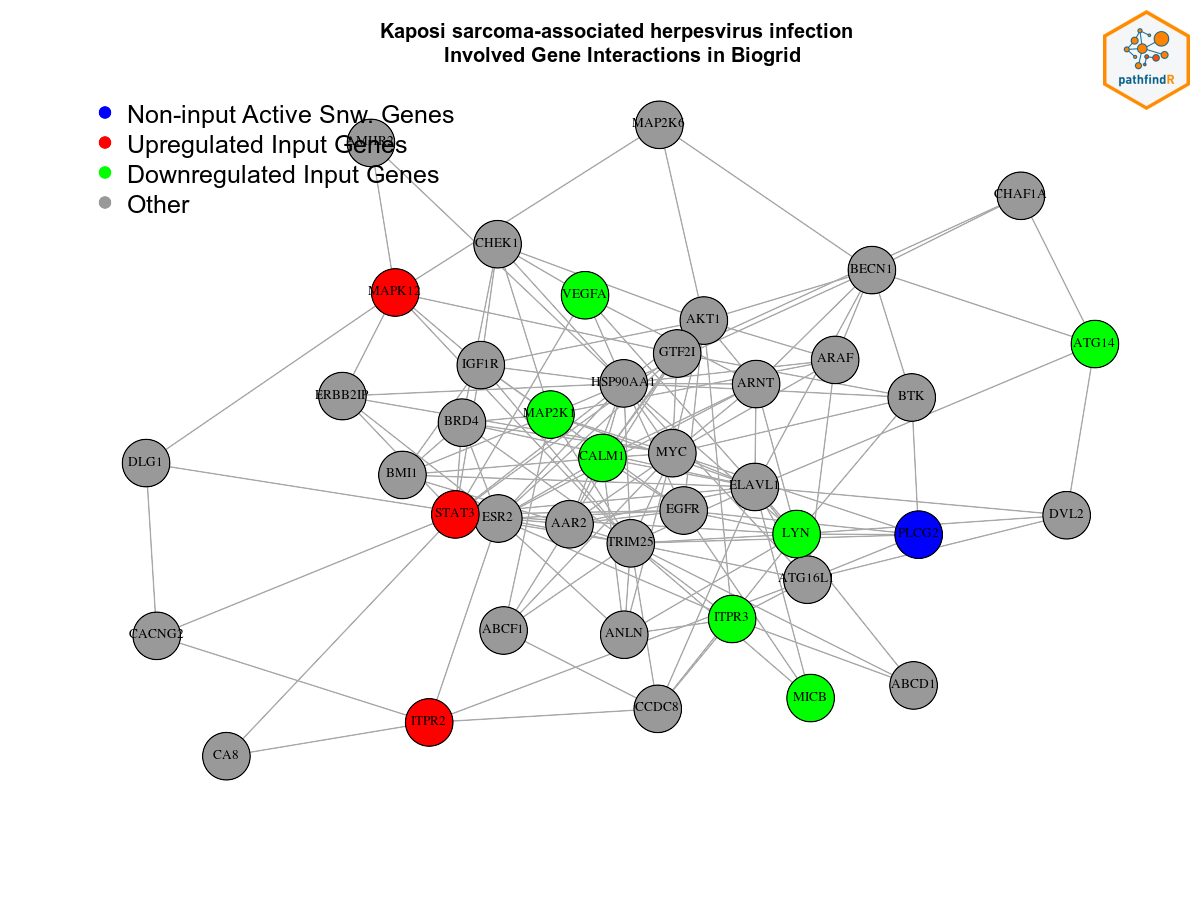 Kaposi sarcoma-associated herpesvirus infection
Involved Gene Interactions in Biogrid
pathfindR
Non-input Active Snw. Genes
Upregulated Input Genes
Downregulated Input Genes
Other
MAP2K6
CHAF1A
CHEK1
BECN1
MAPK12
VEGFA
AKT1
ATG14
GTF2I
ARAF
IGF1R
HSP90AA1
ARNT
ERBB2IP
BTK
MAP2K1
BRD4
MYC
CALM1
DLG1
BMI1
ELAVL1
EGFR
STAT3
ESR2
DVL2
AAR2
LYN
PLCG2
TRIM25
ATG16L1
ITPR3
ABCF1
ANLN
CACNG2
ABCD1
MICB
CCDC8
ITPR2
CA8